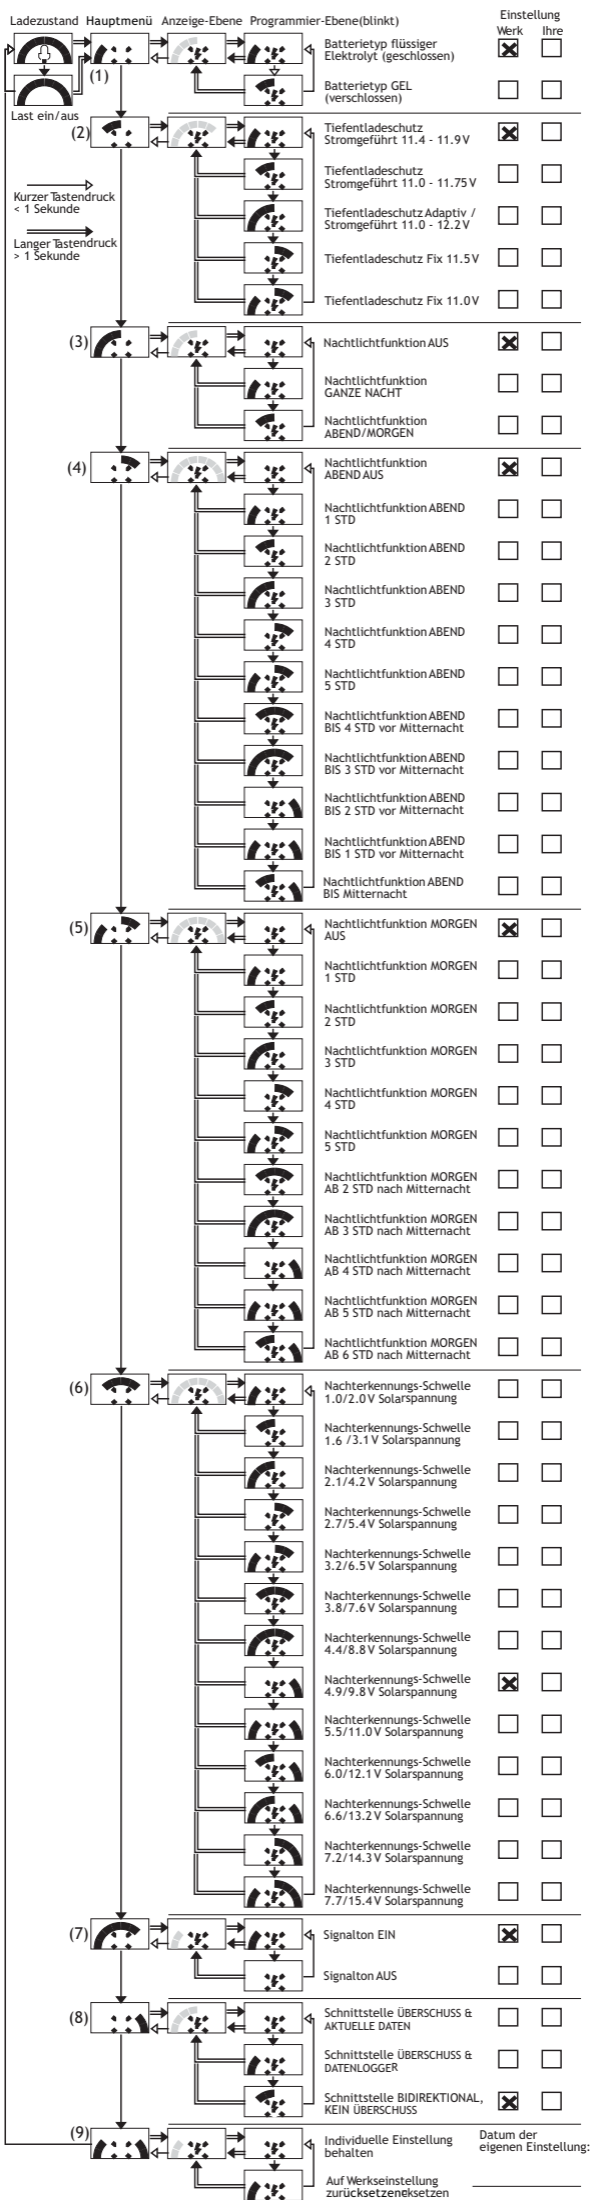 Ladezustand Hauptmenü Anzeige-Ebene Programmier-Ebene(blinkt)
Einstellung
Werk Ihre
(1)
Batterietyp flüssiger
Elektrolyt (geschlossen)
Batterietyp GEL
(verschlossen)
Last ein/aus
(2)
Tiefentladeschutz
Stromgeführt 11.4 - 11.9V
Tiefentladeschutz
Stromgeführt 11.0 - 11.75V
Kurzer Tastendruck
< 1 Sekunde
Tiefentladeschutz Adaptiv /
Stromgeführt 11.0 - 12.2V
Langer Tastendruck
> 1 Sekunde
Tiefentladeschutz Fix 11.5V
Tiefentladeschutz Fix 11.0V
(3)
Nachtlichtfunktion AUS
Nachtlichtfunktion
GANZE NACHT
Nachtlichtfunktion
ABEND/MORGEN
(4)
Nachtlichtfunktion
ABEND AUS
Nachtlichtfunktion ABEND
1 STD
Nachtlichtfunktion ABEND
2 STD
Nachtlichtfunktion ABEND
3 STD
Nachtlichtfunktion ABEND
4 STD
Nachtlichtfunktion ABEND
5 STD
Nachtlichtfunktion ABEND
BIS 4 STD vor Mitternacht
Nachtlichtfunktion ABEND
BIS 3 STD vor Mitternacht
Nachtlichtfunktion ABEND
BIS 2 STD vor Mitternacht
Nachtlichtfunktion ABEND
BIS 1 STD vor Mitternacht
Nachtlichtfunktion ABEND
BIS Mitternacht
(5)
Nachtlichtfunktion MORGEN
AUS
Nachtlichtfunktion MORGEN
1 STD
Nachtlichtfunktion MORGEN
2 STD
Nachtlichtfunktion MORGEN
3 STD
Nachtlichtfunktion MORGEN
4 STD
Nachtlichtfunktion MORGEN
5 STD
Nachtlichtfunktion MORGEN
AB 2 STD nach Mitternacht
Nachtlichtfunktion MORGEN
AB 3 STD nach Mitternacht
Nachtlichtfunktion MORGEN
AB 4 STD nach Mitternacht
Nachtlichtfunktion MORGEN
AB 5 STD nach Mitternacht
Nachtlichtfunktion MORGEN
AB 6 STD nach Mitternacht
(6)
Nachterkennungs-Schwelle
1.0/2.0V Solarspannung
Nachterkennungs-Schwelle
1.6 /3.1V Solarspannung
Nachterkennungs-Schwelle
2.1/4.2V Solarspannung
Nachterkennungs-Schwelle
2.7/5.4V Solarspannung
Nachterkennungs-Schwelle
3.2/6.5V Solarspannung
Nachterkennungs-Schwelle
3.8/7.6V Solarspannung
Nachterkennungs-Schwelle
4.4/8.8V Solarspannung
Nachterkennungs-Schwelle
4.9/9.8V Solarspannung
Nachterkennungs-Schwelle
5.5/11.0V Solarspannung
Nachterkennungs-Schwelle
6.0/12.1V Solarspannung
Nachterkennungs-Schwelle
6.6/13.2V Solarspannung
Nachterkennungs-Schwelle
7.2/14.3V Solarspannung
Nachterkennungs-Schwelle
7.7/15.4V Solarspannung
(7)
Signalton EIN
Signalton AUS
(8)
Schnittstelle ÜBERSCHUSS &
AKTUELLE DATEN
Schnittstelle ÜBERSCHUSS &
DATENLOGGER
Schnittstelle BIDIREKTIONAL,
KEIN ÜBERSCHUSS
(9)
Individuelle Einstellung
behalten
Datum der
eigenen Einstellung:
Auf Werkseinstellung